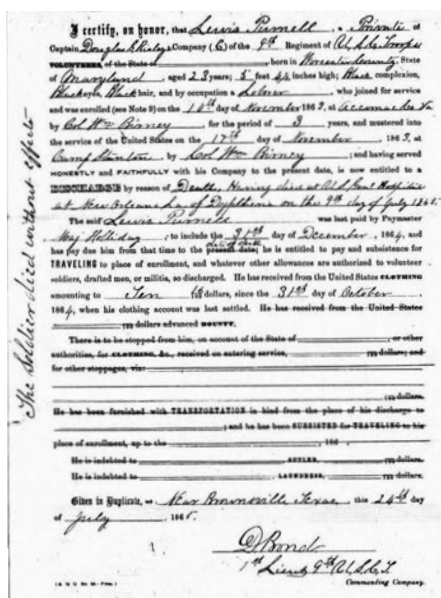 I certify, on honor, that Lewis Purnell a Private of
Captain Douglas G. Risley's Company (C) of the 9th Regiment of U.S.C. Troops
VOLUNTEERS, of the State of born in Worcester County, State
of Maryland, aged 23 years; 5 feet 4½ inches high; Black complexion,
Black eyes, Black hair, and by occupation a Laborer, who joined for service
and was enrolled (see Note 9) on the day of November 1863, at Accomack Va
by Col Wm Birney, for the period of 3 years, and mustered into
the service of the United States on the 17th day of November 1863, at
Camp Stanton, by Col Wm Birney; and having served
HONESTLY and FAITHFULLY with his Company to the present date, is now entitled to a
DISCHARGE by reason of Death, Having died at U.S. Genl Hospital
at New Orleans La of on the 9th day of July 1865.
The said Lewis Purnell was last paid by Paymaster
Maj Holliday, to include the 31st day of December, 1864, and
has pay due him from that time to the present date; he is entitled to pay and subsistence for
TRAVELING to place of enrollment, and whatever other allowances are authorized to volunteer
soldiers, drafted men, or militia, so discharged. He has received from the United States CLOTHING
amounting to Ten dollars, since the 31st day of October
1864, when his clothing account was last settled. He has received from the United States
dollars advanced BOUNTY.
There is to be stopped from him, on account of the State of , or other
authorities, for CLOTHING, &c., received on entering service, dollars; and
for other stoppages, viz:
dollars.
He has been furnished with TRANSPORTATION in kind from the place of his discharge to
; and he has been SUBSISTED for TRAVELING to his
place of enrollment, up to the , 186 .
He is indebted to SUTLER, dollars.
He is indebted to , LAUNDRESS, dollars.
Given in Duplicate, at Near Brownsville Texas, this 24th day
of July, 1865.
D. Bond
1st Lieut 9th U.S.C.T.
Commanding Company.
The soldier died without effects